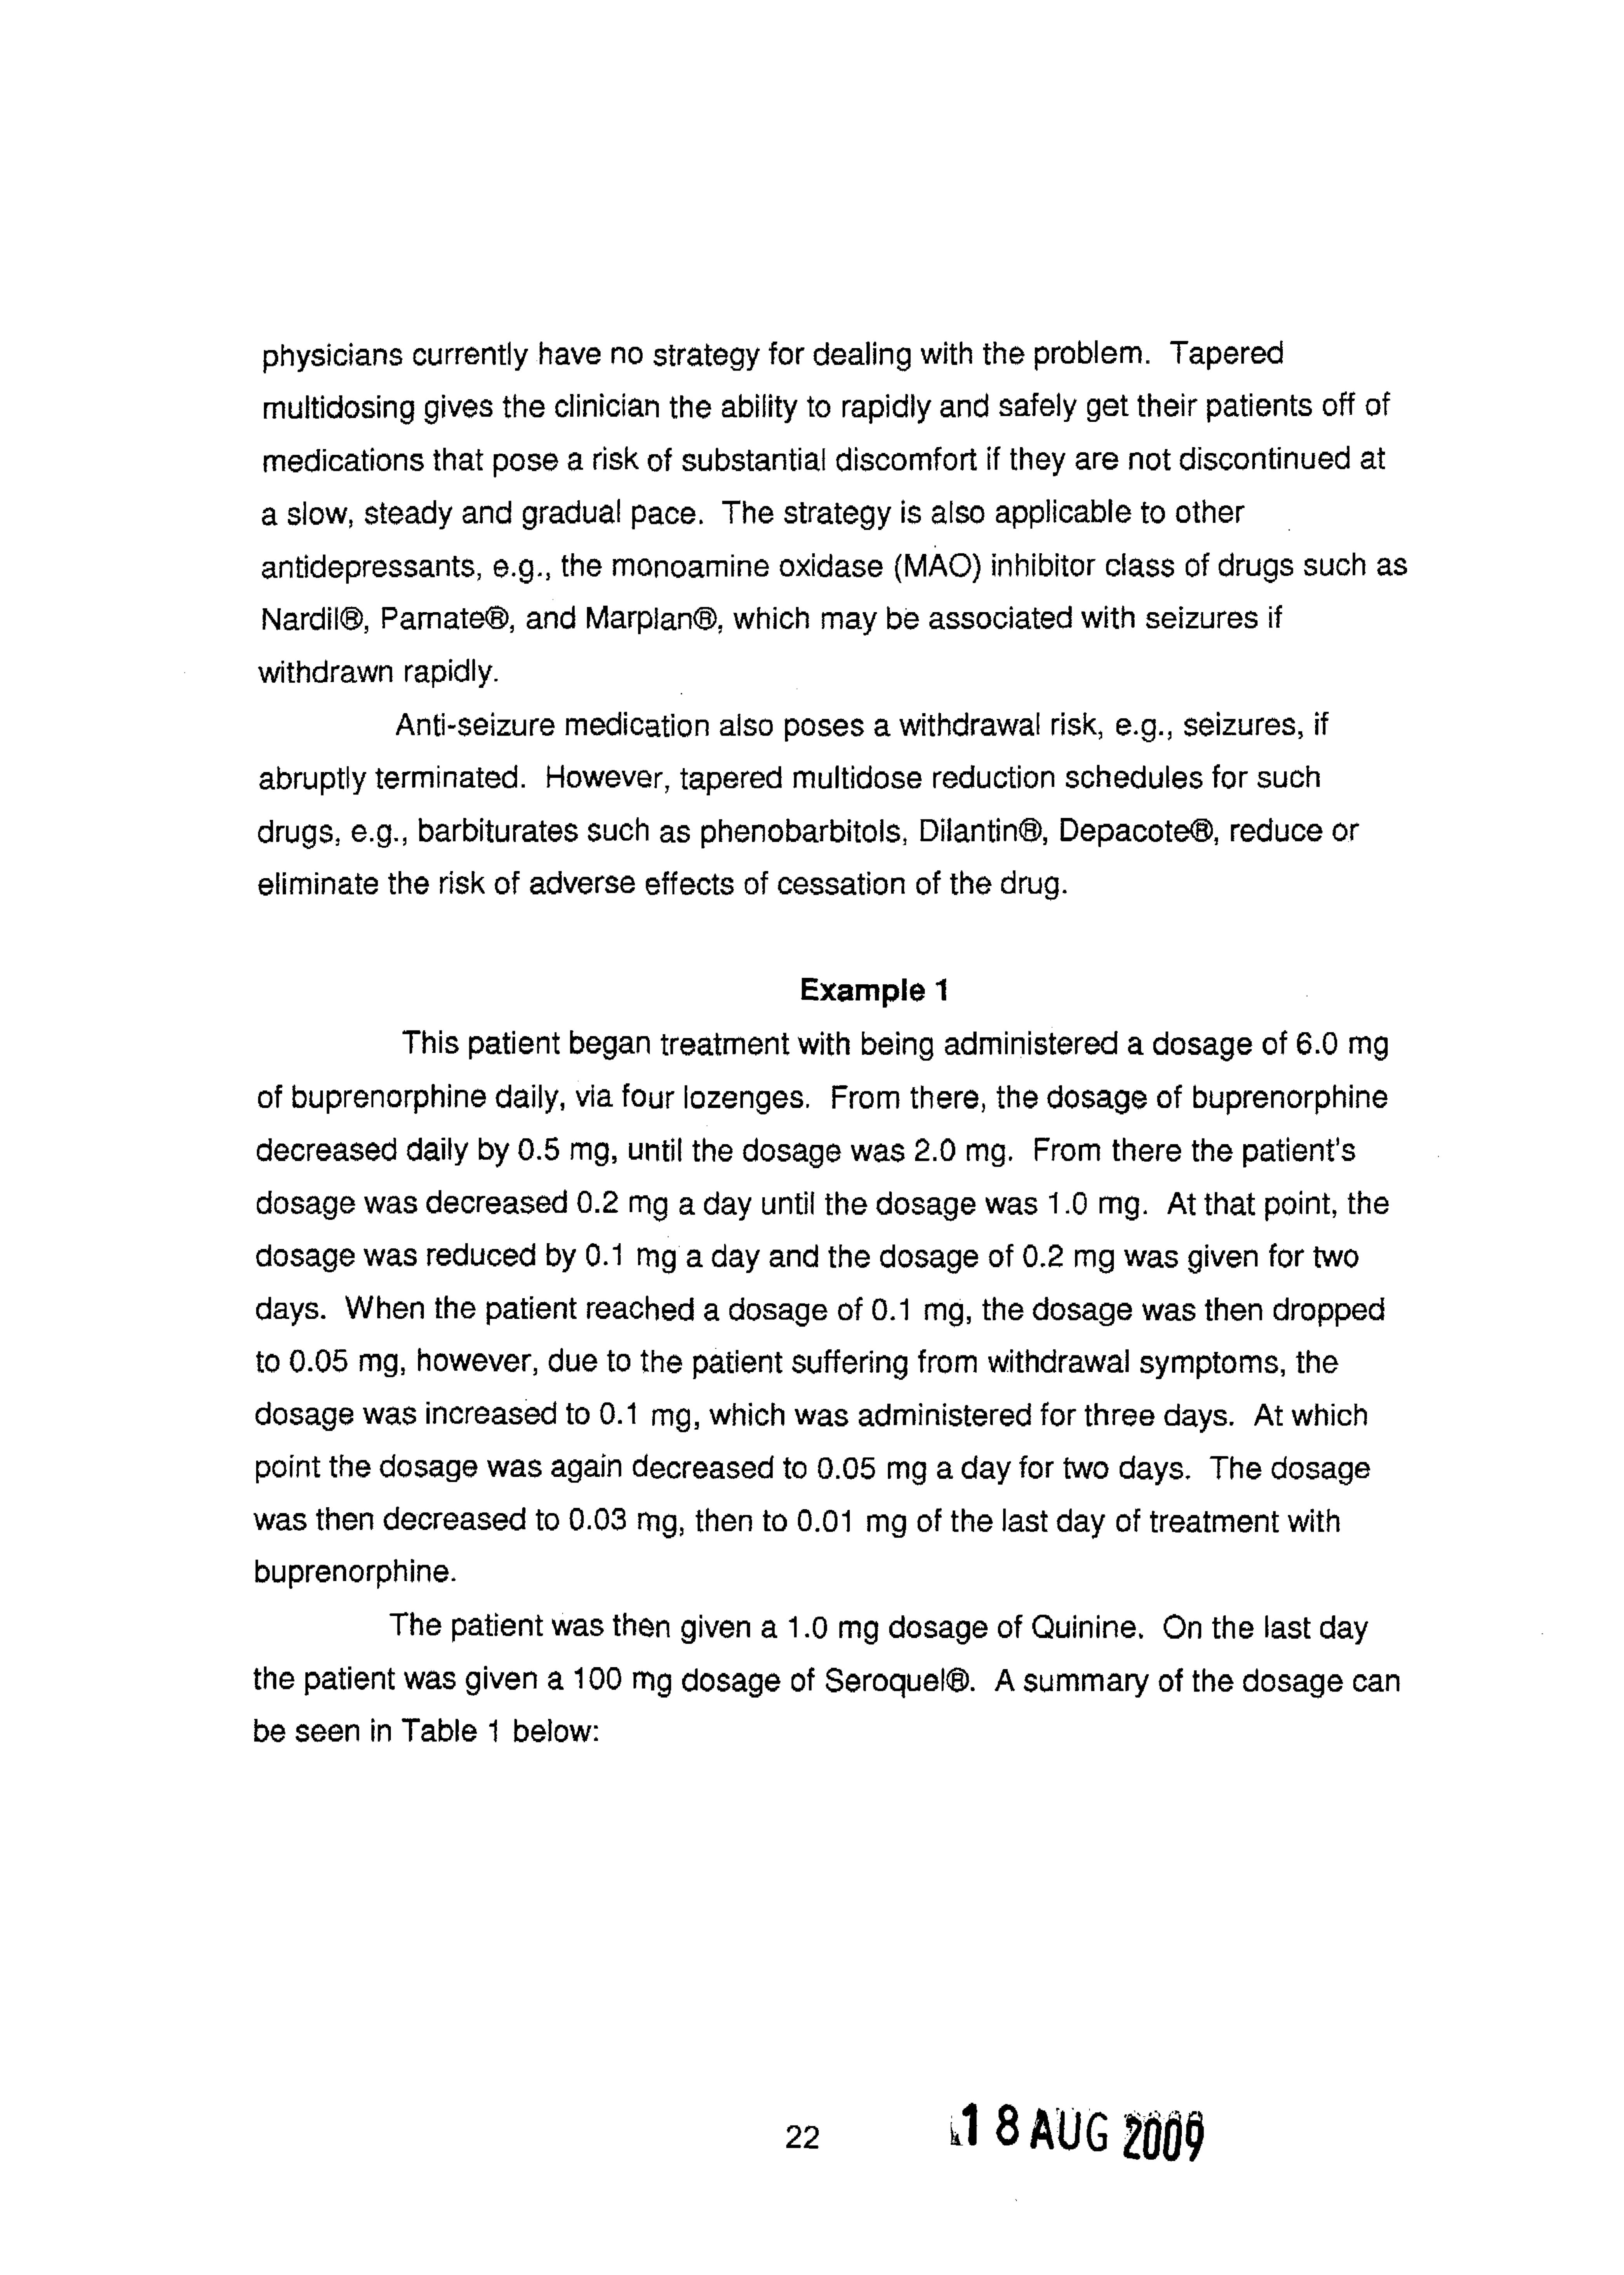 physicians currently have no strategy for dealing with the problem. Tapered
multidosing gives the clinician the ability to rapidly and safely get their patients off of
medications that pose a risk of substantial discomfort if they are not discontinued at
a slow, steady and gradual pace. The strategy is also applicable to other
antidepressants, e.g., the monoamine oxidase (MAO) inhibitor class of drugs such as
Nardil®, Parnate®, and Marplan®, which may be associated with seizures if
withdrawn rapidly.
Anti-seizure medication also poses a withdrawal risk, e.g., seizures, if
abruptly terminated. However, tapered multidose reduction schedules for such
drugs, e.g., barbiturates such as phenobarbitols, Dilantin®, Depacote®, reduce or
eliminate the risk of adverse effects of cessation of the drug.
Example 1
This patient began treatment with being administered a dosage of 6.0 mg
of buprenorphine daily, via four lozenges. From there, the dosage of buprenorphine
decreased daily by 0.5 mg, until the dosage was 2.0 mg. From there the patient's
dosage was decreased 0.2 mg a day until the dosage was 1.0 mg. At that point, the
dosage was reduced by 0.1 mg a day and the dosage of 0.2 mg was given for two
days. When the patient reached a dosage of 0.1 mg, the dosage was then dropped
to 0.05 mg, however, due to the patient suffering from withdrawal symptoms, the
dosage was increased to 0.1 mg, which was administered for three days. At which
point the dosage was again decreased to 0.05 mg a day for two days. The dosage
was then decreased to 0.03 mg, then to 0.01 mg of the last day of treatment with
buprenorphine.
The patient was then given a 1.0 mg dosage of Quinine. On the last day
the patient was given a 100 mg dosage of Seroquel®. A summary of the dosage can
be seen in Table 1 below:
22
18 AUG 2009